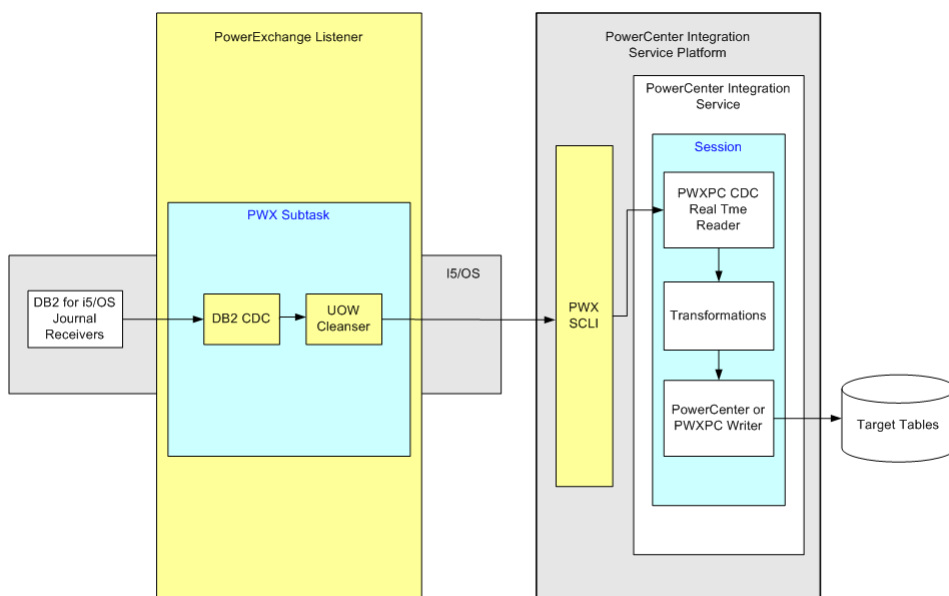 PowerExchange Listener
PWX Subtask
DB2 for i5/OS
Journal
Receivers
DB2 CDC
UOW
Cleanser
I5/OS
PowerCenter Integration
Service Platform
PowerCenter Integration
Service
PWX
SCLI
Session
PWXPC CDC
Real Tme
Reader
Transformations
PowerCenter or
PWXPC Writer
Target Tables